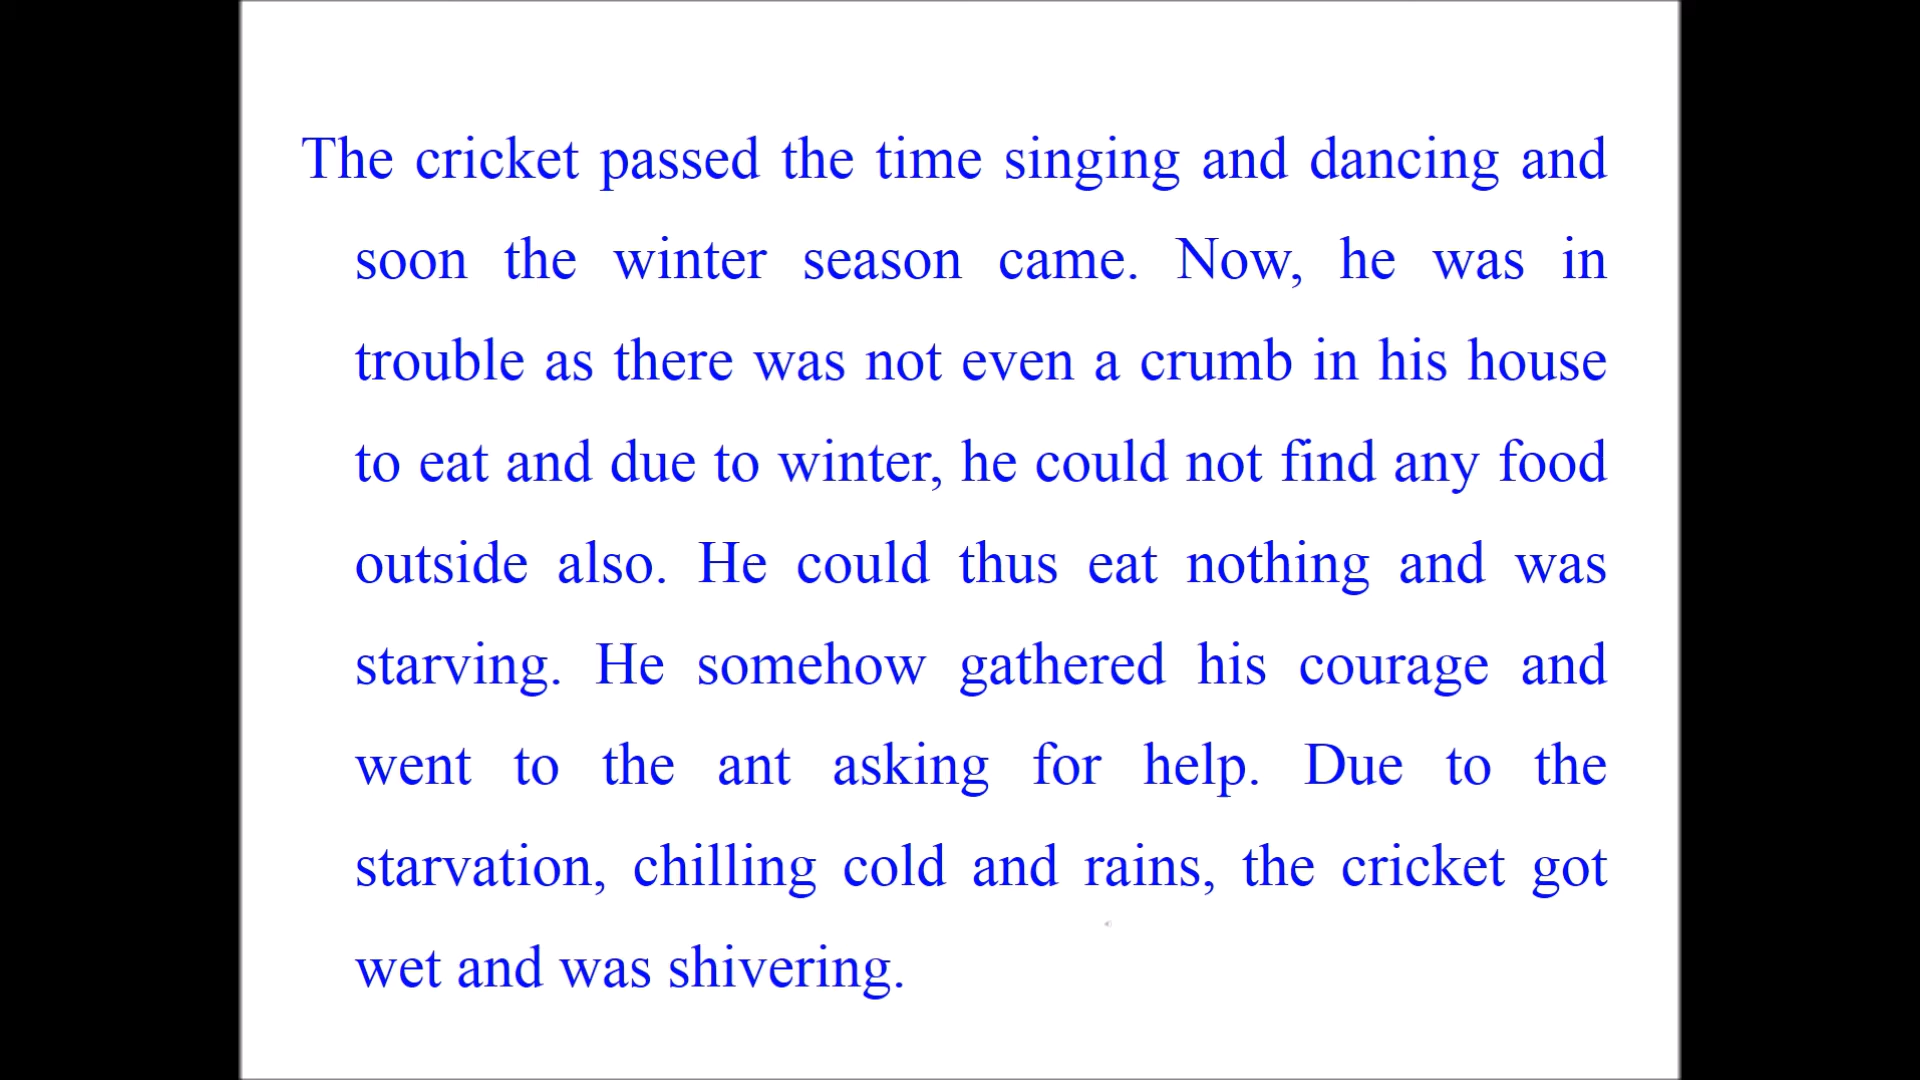 The cricket passed the time singing and dancing and
soon the winter season came. Now, he was in
trouble as there was not even a crumb in his house
to eat and due to winter, he could not find any food
outside also. He could thus eat nothing and was
starving. He somehow gathered his courage and
went to the ant asking for help. Due to the
starvation, chilling cold and rains, the cricket got
wet and was shivering.